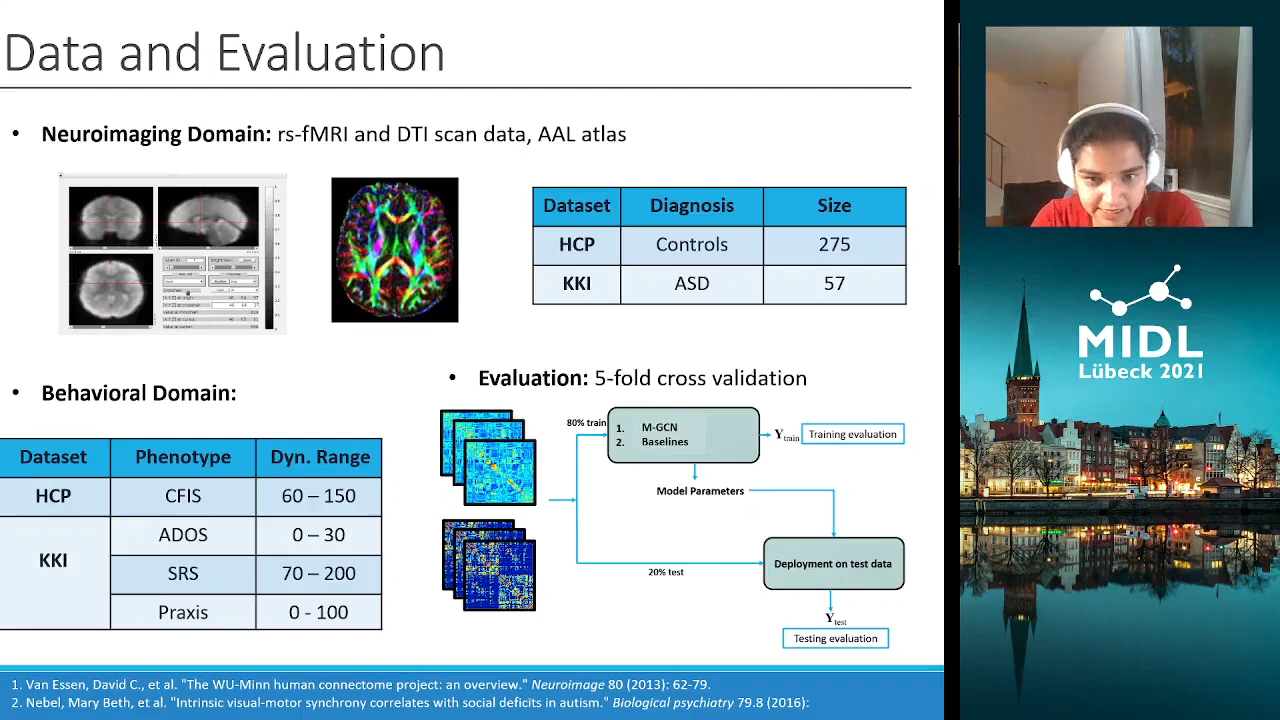 Data and Evaluation
• Neuroimaging Domain: rs-fMRI and DTI scan data, AAL atlas
Dataset Diagnosis Size
HCP Controls 275
KKI ASD 57
• Behavioral Domain:
Dataset Phenotype Dyn. Range
HCP CFIS 60 – 150
KKI
ADOS 0 – 30
SRS 70 – 200
Praxis 0 - 100
• Evaluation: 5-fold cross validation
80% train
1. M-GCN
2. Baselines
Ytrain
Training evaluation
Model Parameters
20% test
Deployment on test data
Ytest
Testing evaluation
1. Van Essen, David C., et al. "The WU-Minn human connectome project: an overview." Neuroimage 80 (2013): 62-79.
2. Nebel, Mary Beth, et al. "Intrinsic visual-motor synchrony correlates with social deficits in autism." Biological psychiatry 79.8 (2016):
MIDL
Lübeck 2021